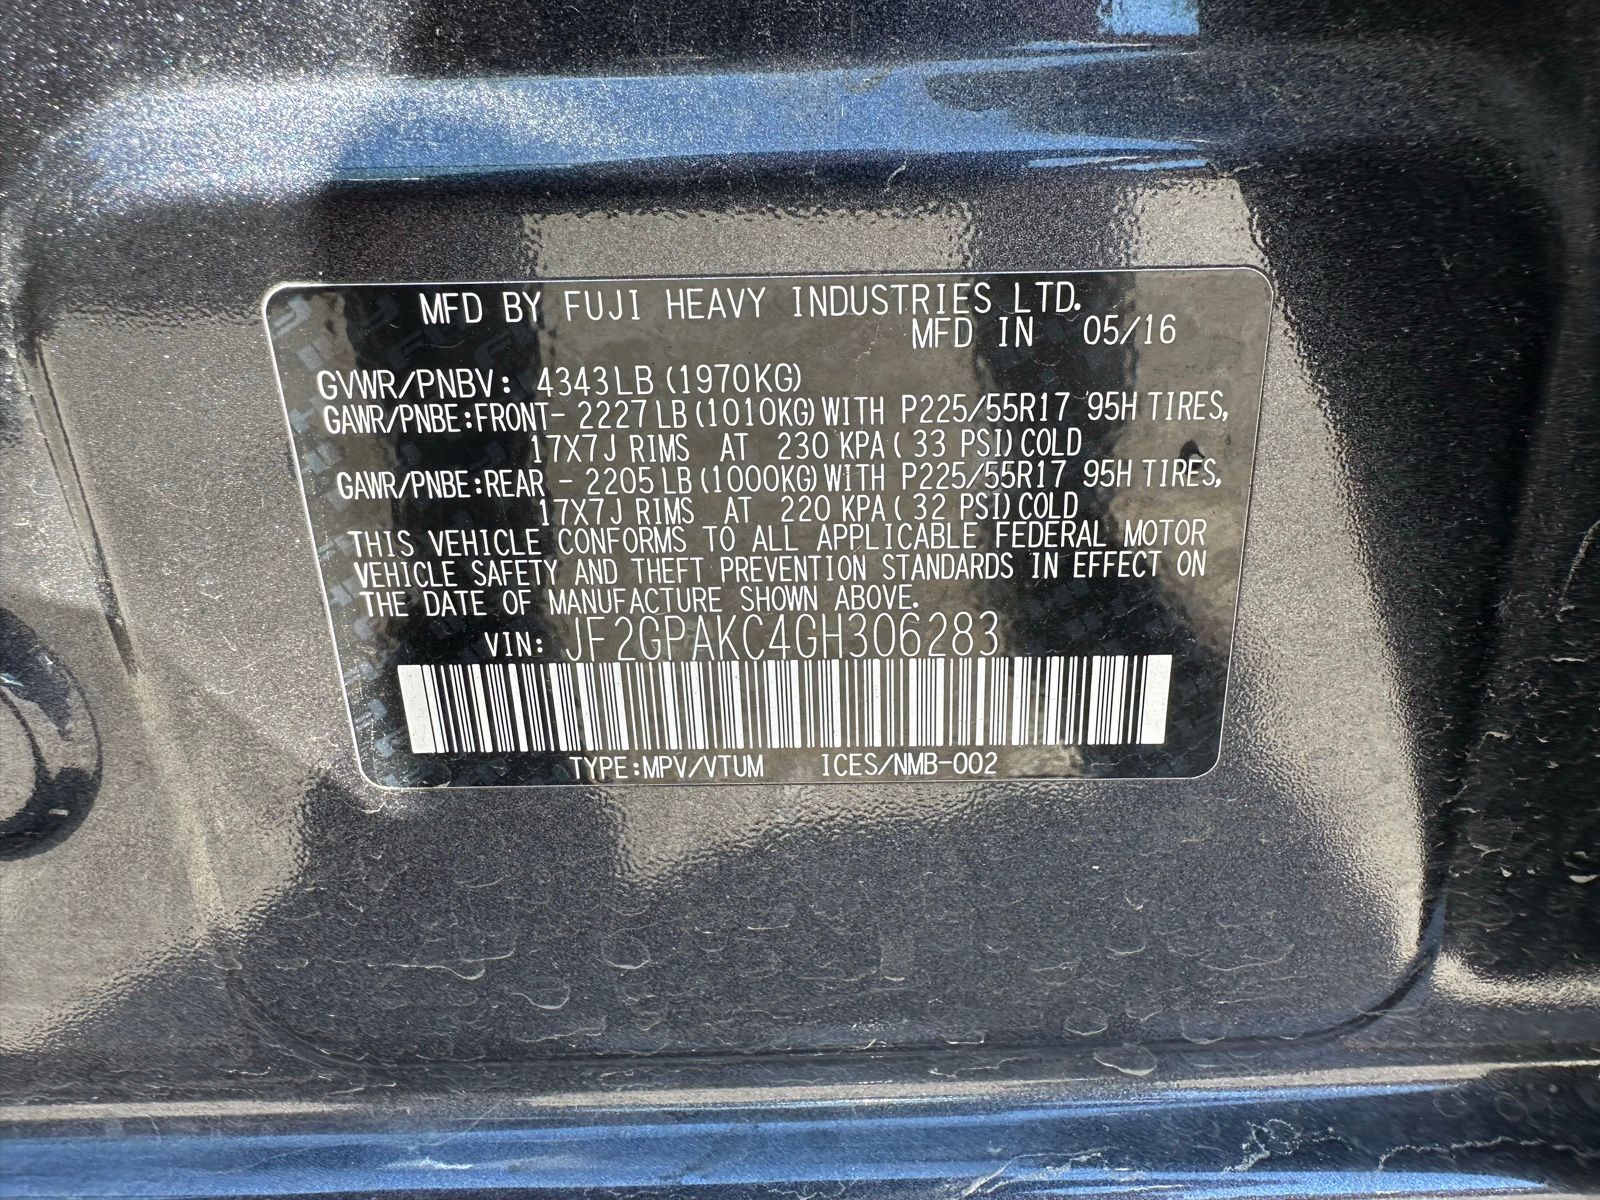 MFD BY FUJI HEAVY INDUSTRIES LTD.
MFD IN 05/16
GVWR/PNBV: 4343LB (1970KG)
GAWR/PNBE:FRONT- 2227LB (1010KG) WITH P225/55R17 95H TIRES,
17X7J RIMS AT 230 KPA ( 33 PSI) COLD
GAWR/PNBE:REAR - 2205LB (1000KG) WITH P225/55R17 95H TIRES,
17X7J RIMS AT 220 KPA ( 32 PSI) COLD
THIS VEHICLE CONFORMS TO ALL APPLICABLE FEDERAL MOTOR
VEHICLE SAFETY AND THEFT PREVENTION STANDARDS IN EFFECT ON
THE DATE OF MANUFACTURE SHOWN ABOVE.
VIN: JF2GPAKC4GH306283
TYPE:MPV/VTUM ICES/NMB-002